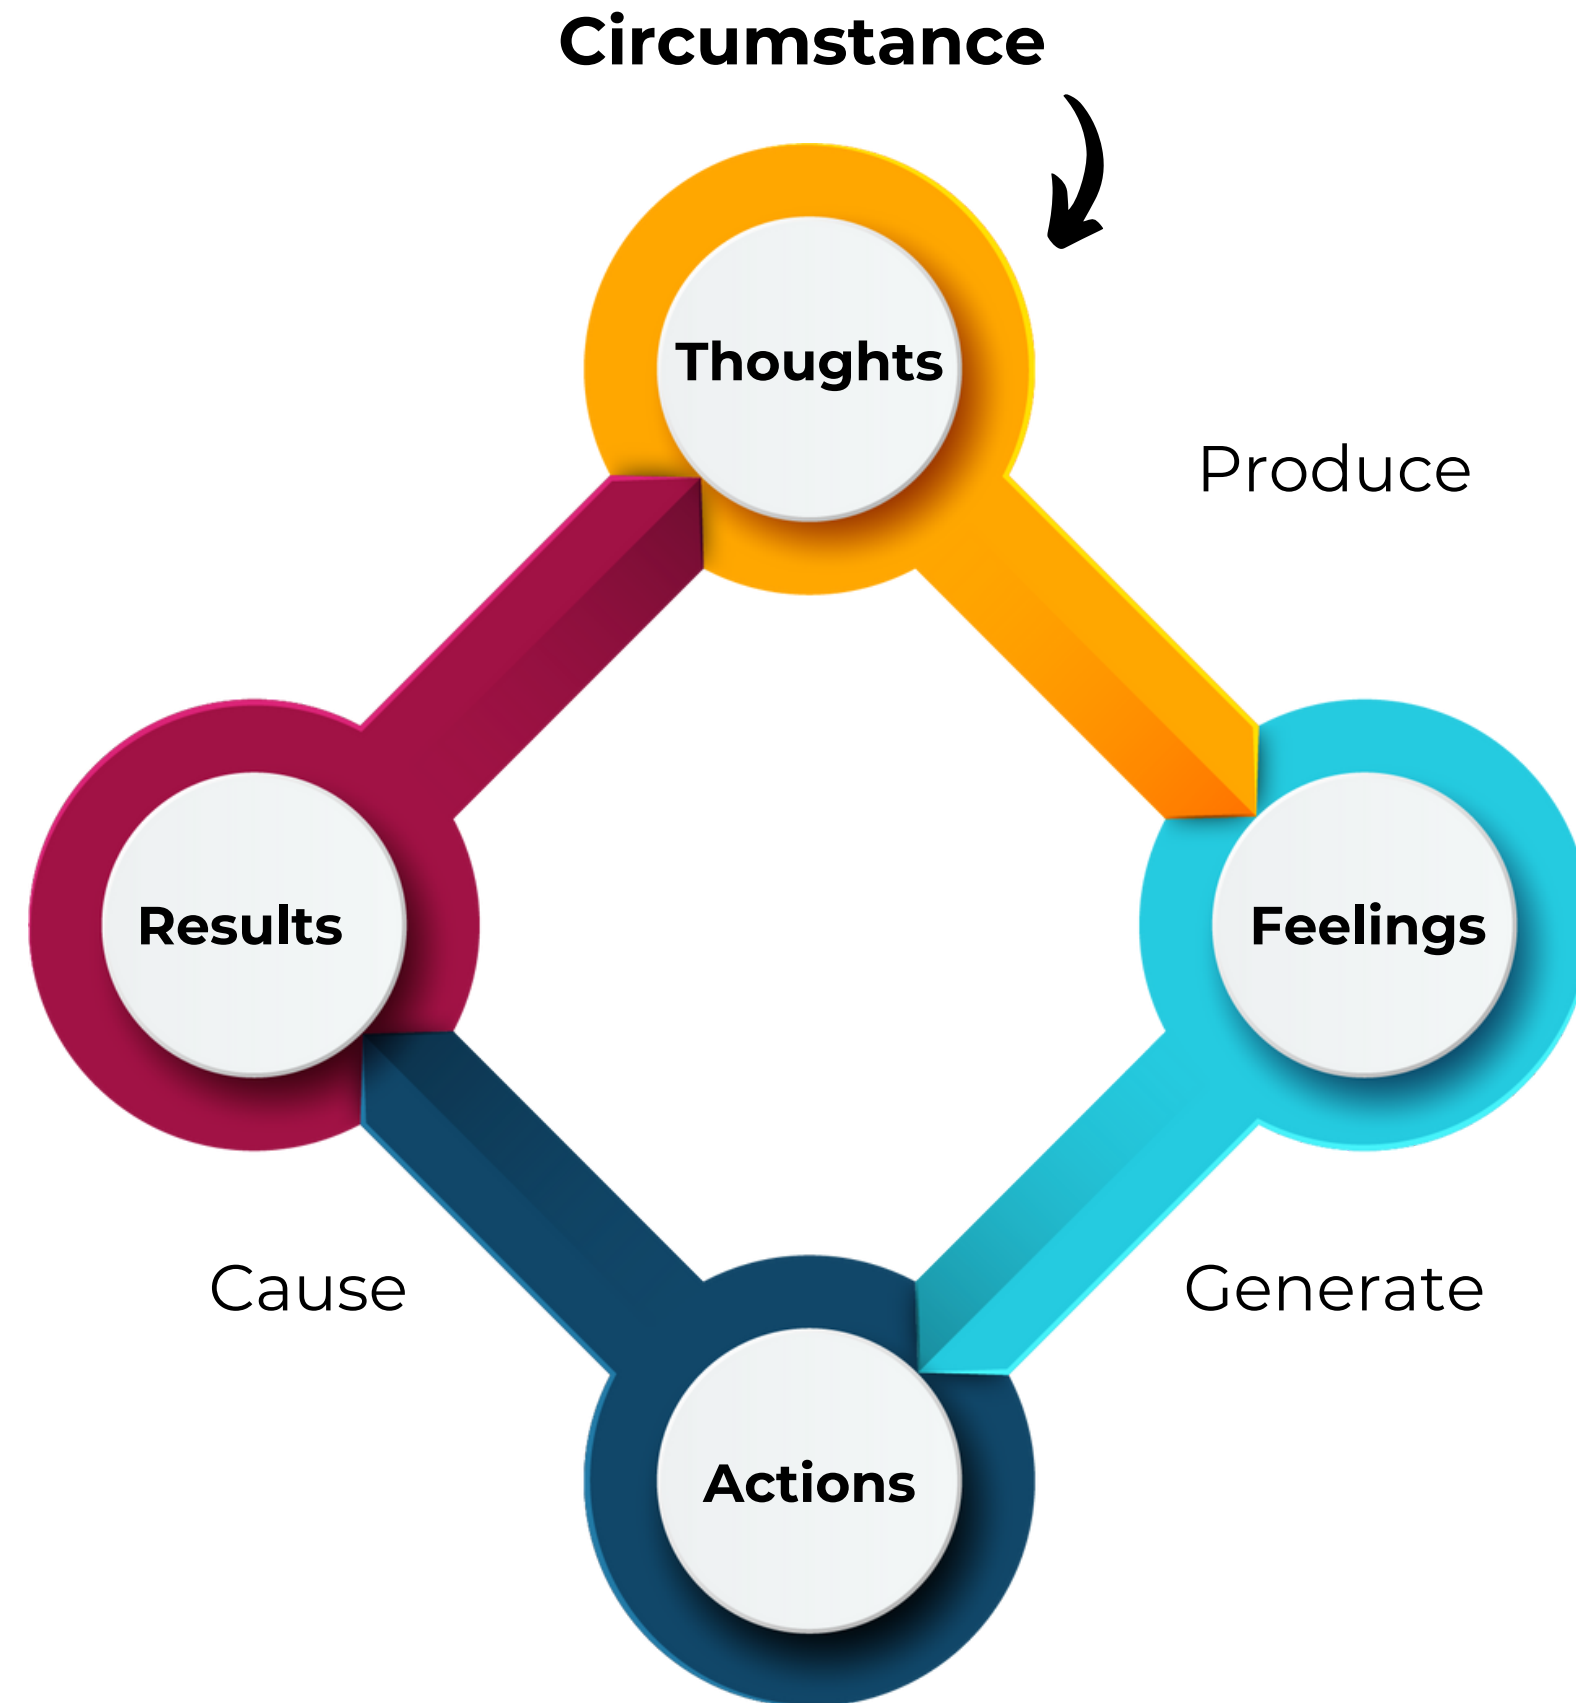 Circumstance
Thoughts
Produce
Results
Feelings
Cause
Generate
Actions